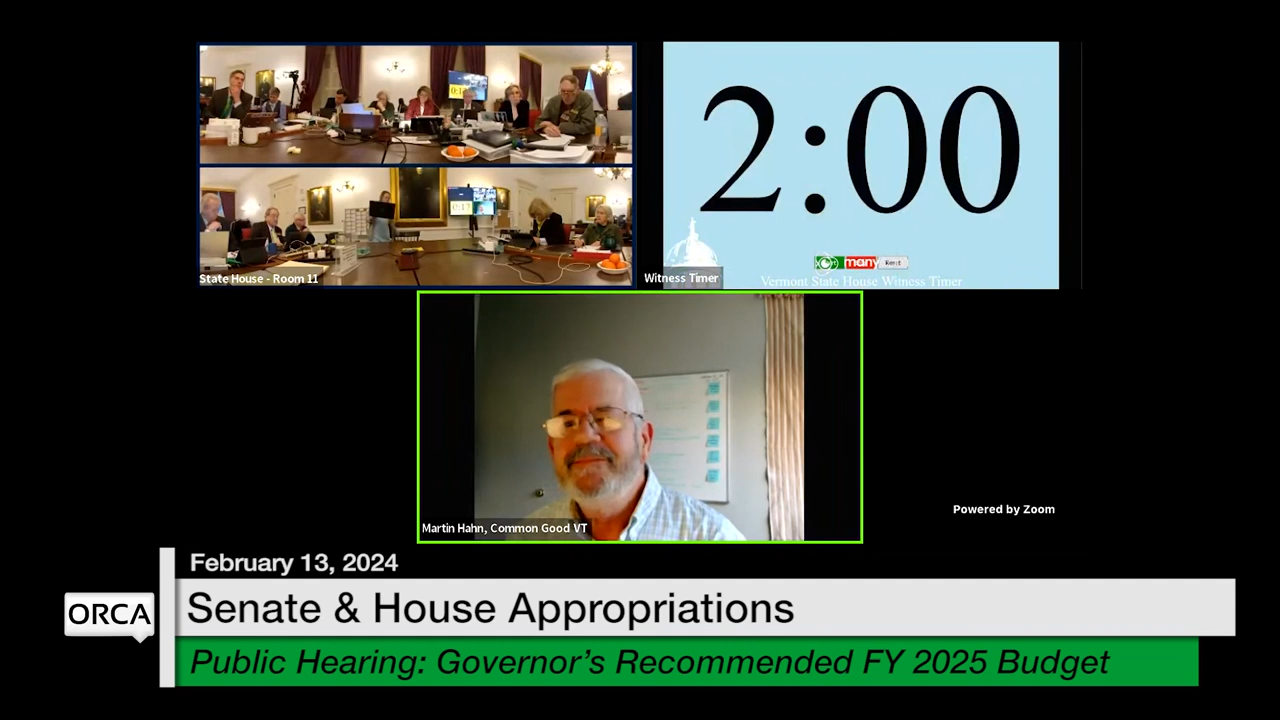 State House - Room 11
2:00
many
Vermont State House Witness Timer
Witness Timer
Martin Hahn, Common Good VT
Powered by Zoom
February 13, 2024
ORCA
Senate & House Appropriations
Public Hearing: Governor's Recommended FY 2025 Budget